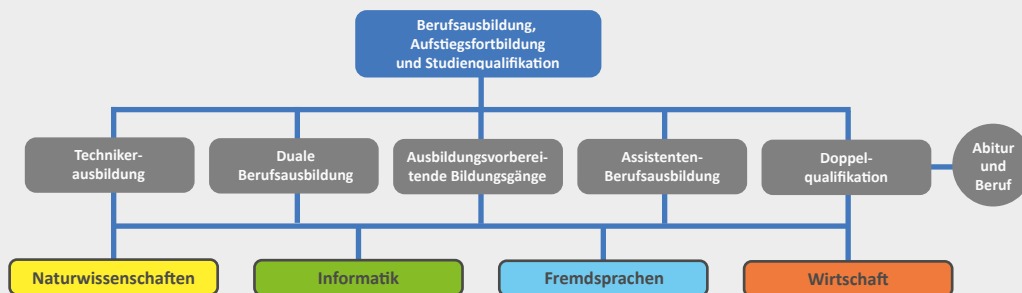 Berufsausbildung,
Aufstiegsfortbildung
und Studienqualifikation
Techniker-
ausbildung
Duale
Berufsausbildung
Ausbildungsvorberei-
tende Bildungsgänge
Assistenten-
Berufsausbildung
Doppel-
qualifikation
Abitur
und
Beruf
Naturwissenschaften
Informatik
Fremdsprachen
Wirtschaft